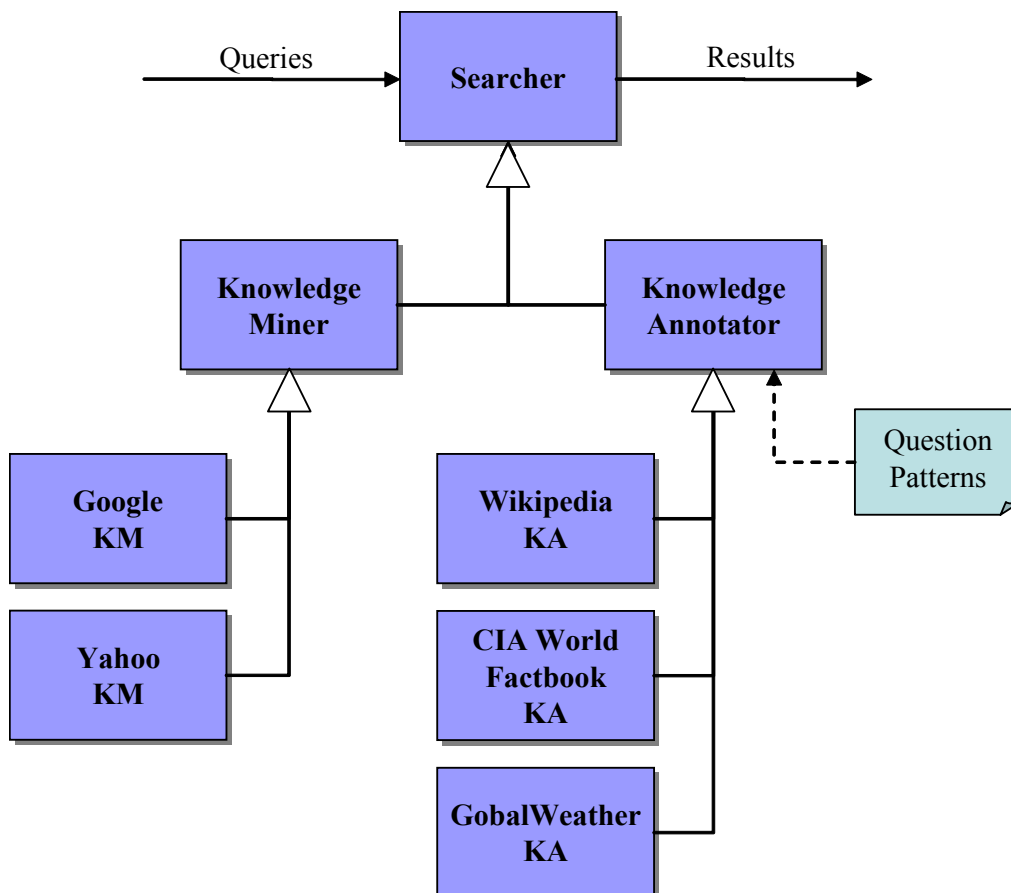 Queries
Searcher
Results
Knowledge
Miner
Knowledge
Annotator
Question
Patterns
Google
KM
Wikipedia
KA
Yahoo
KM
CIA World
Factbook
KA
GobalWeather
KA